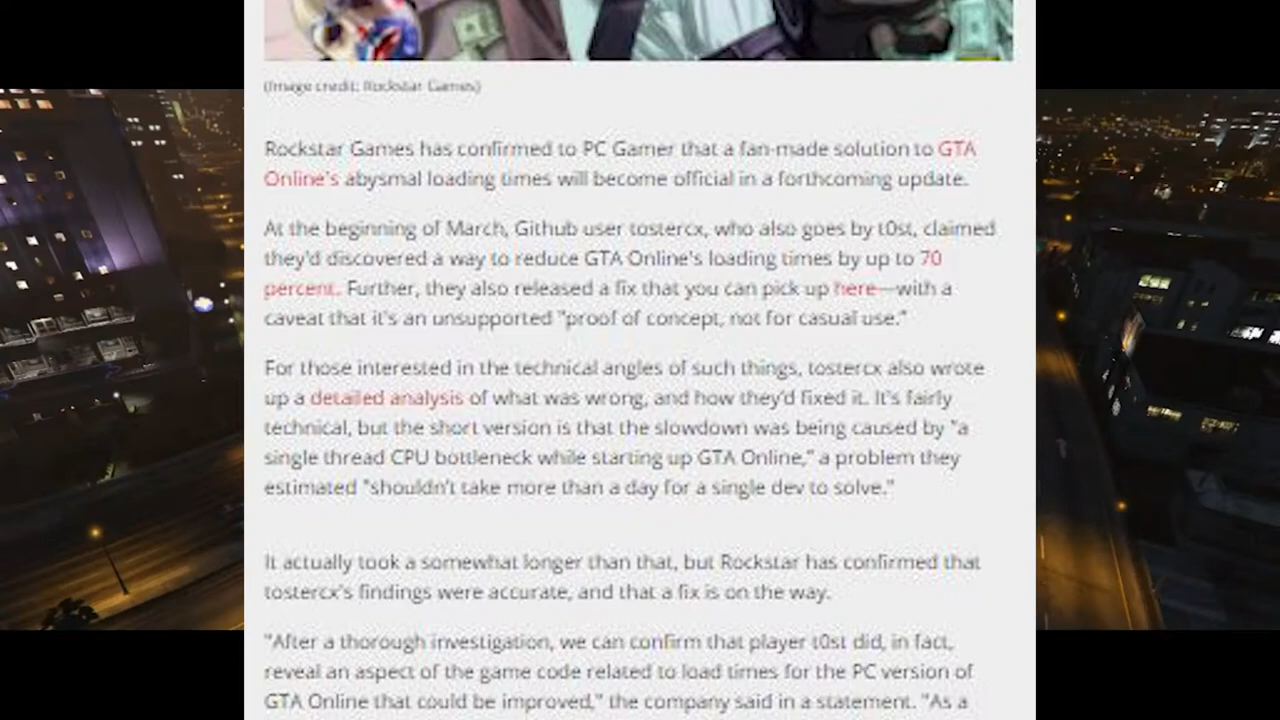 (Image credit: Rockstar Games)
Rockstar Games has confirmed to PC Gamer that a fan-made solution to GTA
Online's abysmal loading times will become official in a forthcoming update.
At the beginning of March, Github user tostercx, who also goes by t0st, claimed
they'd discovered a way to reduce GTA Online's loading times by up to 70
percent. Further, they also released a fix that you can pick up here—with a
caveat that it's an unsupported "proof of concept, not for casual use."
For those interested in the technical angles of such things, tostercx also wrote
up a detailed analysis of what was wrong, and how they'd fixed it. It's fairly
technical, but the short version is that the slowdown was being caused by "a
single thread CPU bottleneck while starting up GTA Online," a problem they
estimated "shouldn't take more than a day for a single dev to solve."
It actually took a somewhat longer than that, but Rockstar has confirmed that
tostercx's findings were accurate, and that a fix is on the way.
"After a thorough investigation, we can confirm that player t0st did, in fact,
reveal an aspect of the game code related to load times for the PC version of
GTA Online that could be improved," the company said in a statement. "As a